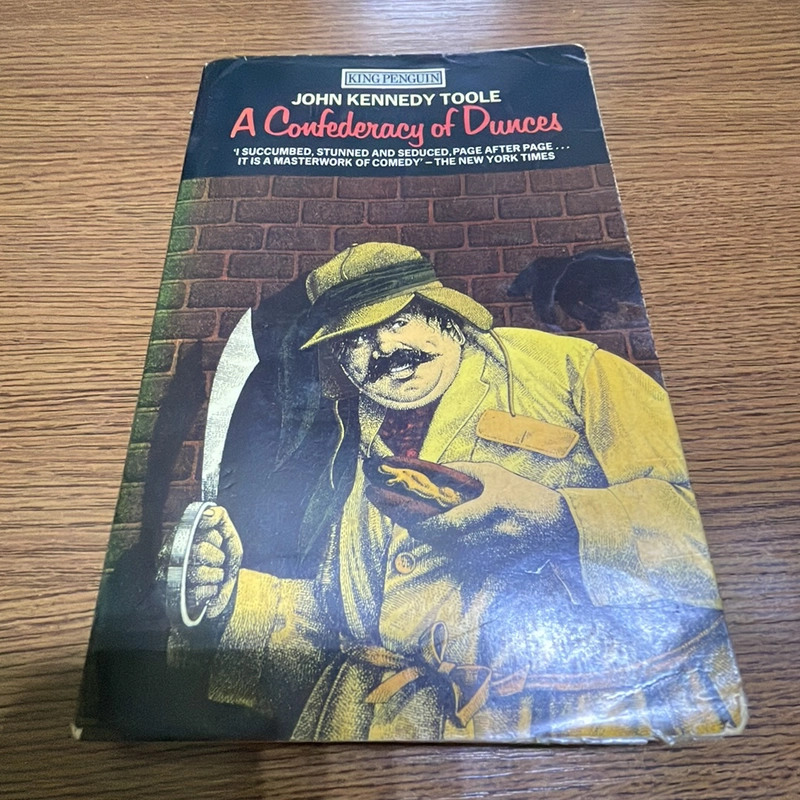 KING PENGUIN
JOHN KENNEDY TOOLE
A Confederacy of Dunces
'I SUCCUMBED, STUNNED AND SEDUCED, PAGE AFTER PAGE ...
IT IS A MASTERWORK OF COMEDY' – THE NEW YORK TIMES